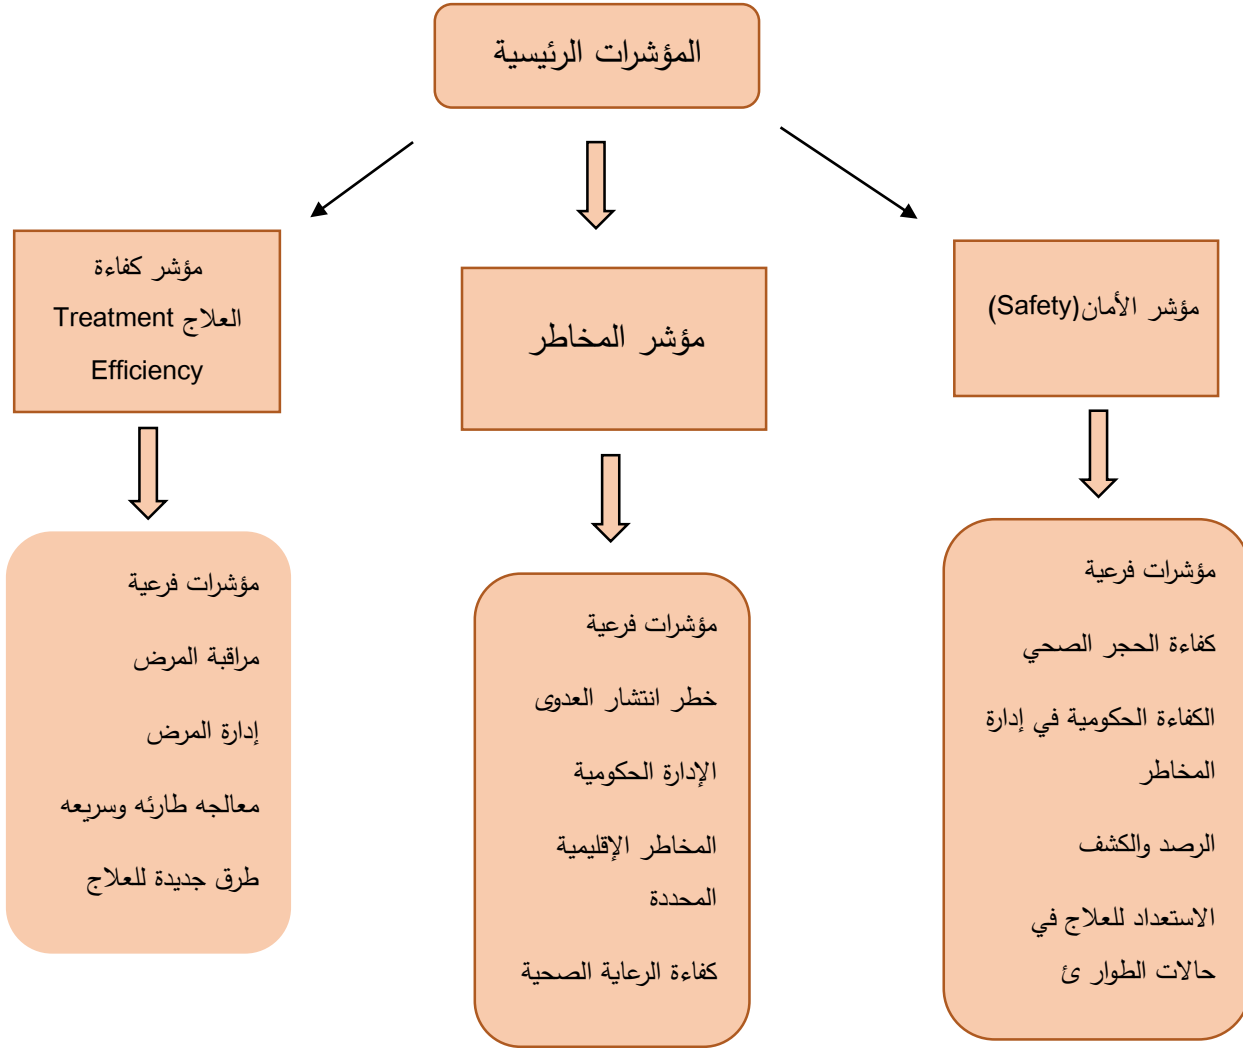 المؤشرات الرئيسية
مؤشر الأمان(Safety)
مؤشر المخاطر
مؤشر كفاءة
العلاج Treatment
Efficiency
مؤشرات فرعية
كفاءة الحجر الصحي
الكفاءة الحكومية في إدارة
المخاطر
الرصد والكشف
الاستعداد للعلاج في
حالات الطوار ئ
مؤشرات فرعية
خطر انتشار العدوى
الإدارة الحكومية
المخاطر الإقليمية
المحددة
كفاءة الرعاية الصحية
مؤشرات فرعية
مراقبة المرض
إدارة المرض
معالجه طارئه وسريعه
طرق جديدة للعلاج